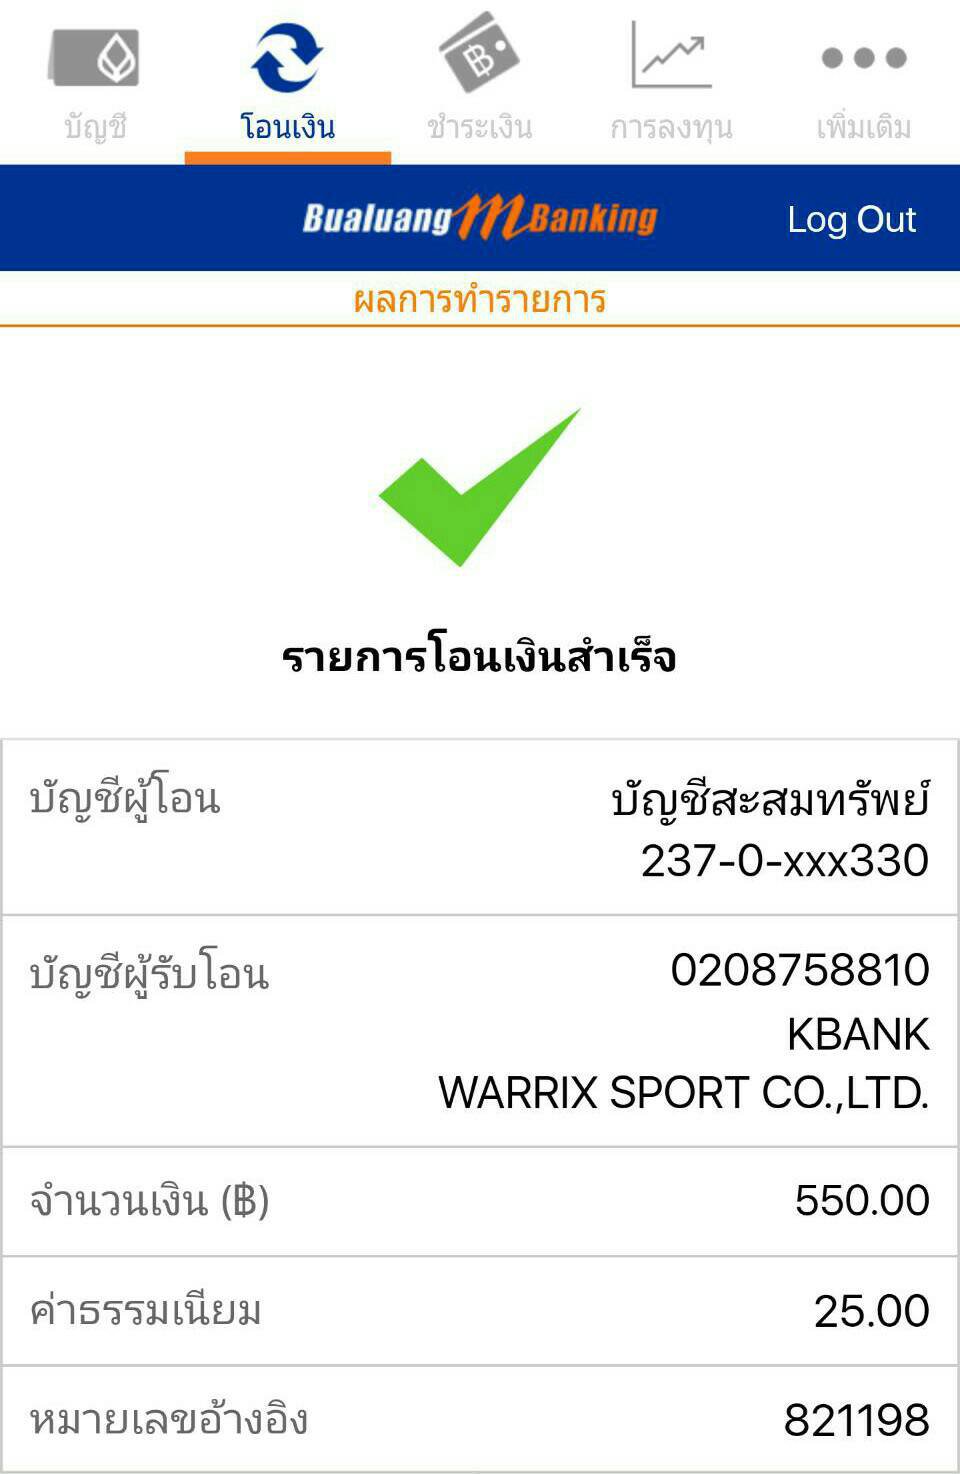 บัญชี โอนเงิน ชำระเงิน การลงทุน เพิ่มเติม
Bualuang mBanking Log Out
ผลการทำรายการ
รายการโอนเงินสำเร็จ
บัญชีผู้โอน บัญชีสะสมทรัพย์
237-0-xxx330
บัญชีผู้รับโอน 0208758810
KBANK
WARRIX SPORT CO.,LTD.
จำนวนเงิน (฿) 550.00
ค่าธรรมเนียม 25.00
หมายเลขอ้างอิง 821198